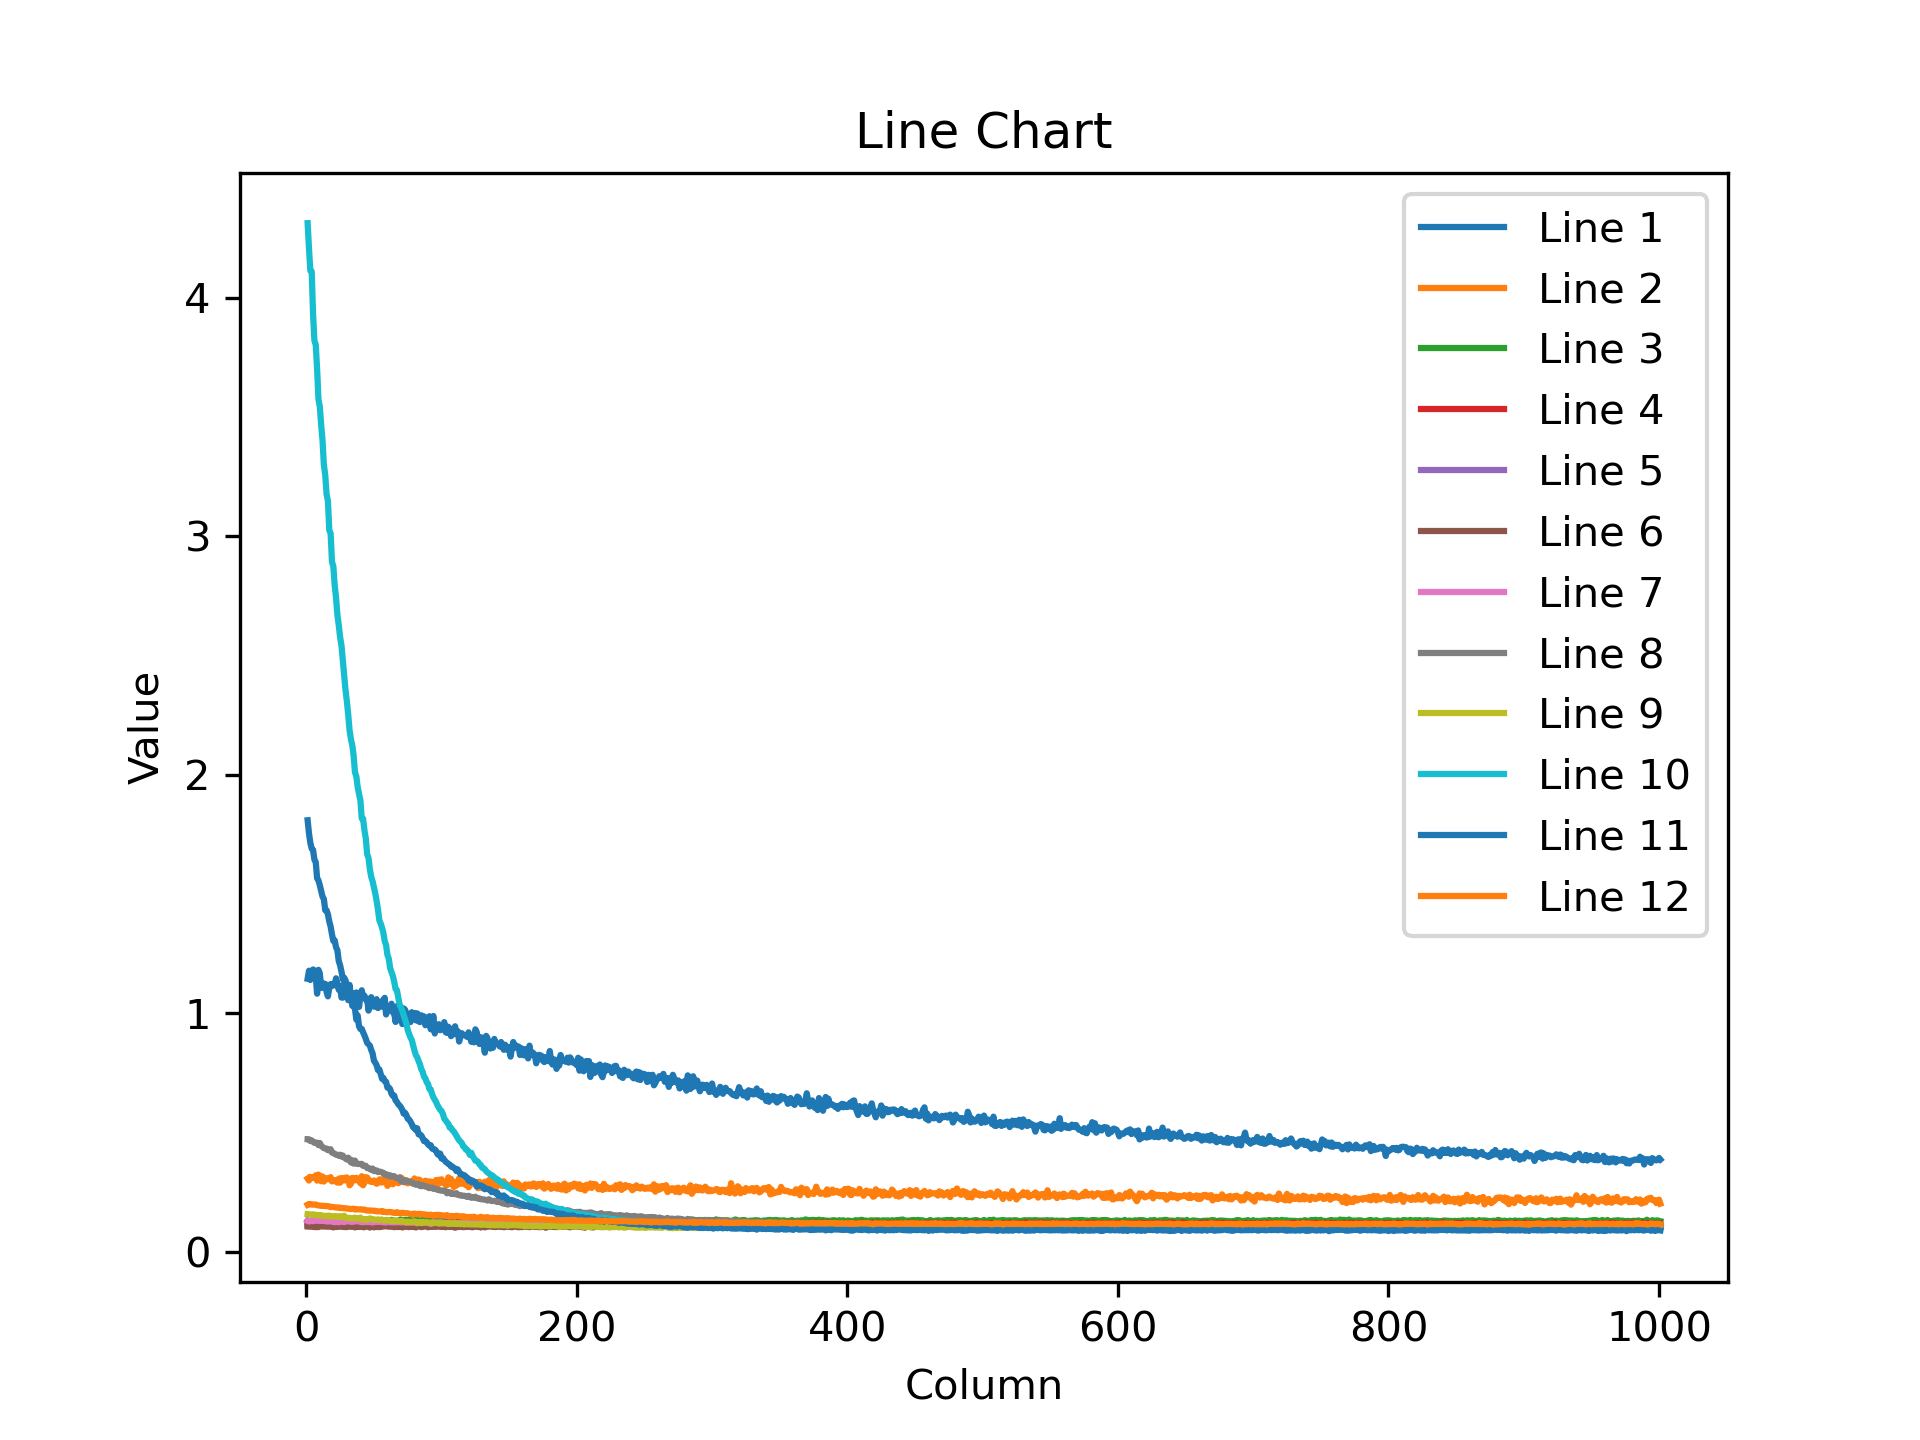 Line Chart
Line 1
Line 2
Line 3
Line 4
Line 5
Line 6
Line 7
Line 8
Line 9
Line 10
Line 11
Line 12
Value
4
3
2
1
0
0 200 400 600 800 1000
Column